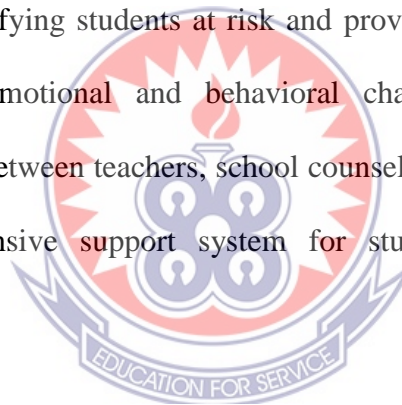 fying students at risk and prov
motional and behavioral cha
etween teachers, school counsel
nsive support system for stu
EDUCATION FOR SERVICE